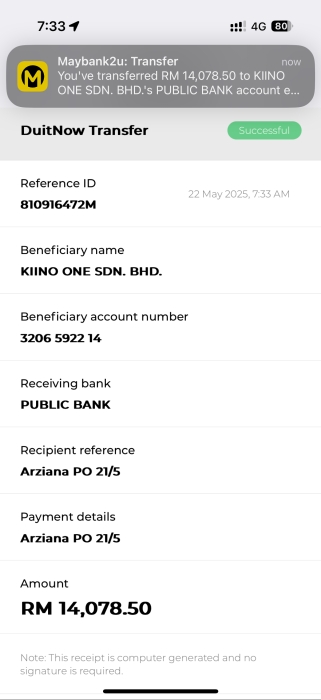 7:33
4G
80
Maybank2u: Transfer
now
You've transferred RM 14,078.50 to KIINO
ONE SDN. BHD.'s PUBLIC BANK account e...
DuitNow Transfer
Successful
Reference ID
810916472M
22 May 2025, 7:33 AM
Beneficiary name
KIINO ONE SDN. BHD.
Beneficiary account number
3206 5922 14
Receiving bank
PUBLIC BANK
Recipient reference
Arziana PO 21/5
Payment details
Arziana PO 21/5
Amount
RM 14,078.50
Note: This receipt is computer generated and no
signature is required.